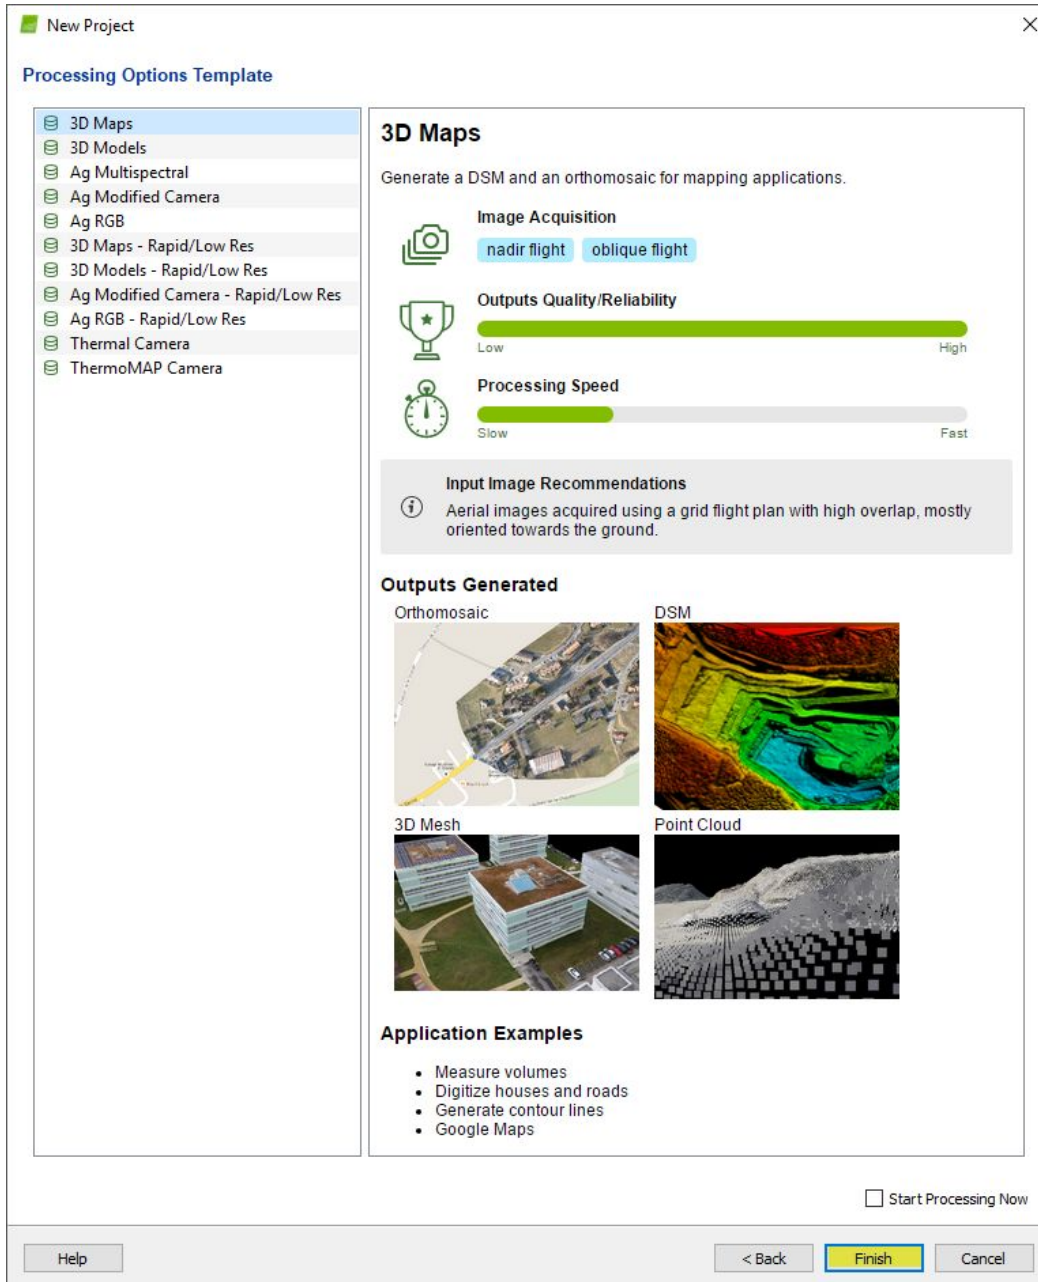 New Project
Processing Options Template
3D Maps
3D Models
Ag Multispectral
Ag Modified Camera
Ag RGB
3D Maps - Rapid/Low Res
3D Models - Rapid/Low Res
Ag Modified Camera - Rapid/Low Res
Ag RGB - Rapid/Low Res
Thermal Camera
ThermoMAP Camera
3D Maps
Generate a DSM and an orthomosaic for mapping applications.
Image Acquisition
nadir flight oblique flight
Outputs Quality/Reliability
Low High
Processing Speed
Slow Fast
Input Image Recommendations
Aerial images acquired using a grid flight plan with high overlap, mostly
oriented towards the ground.
Outputs Generated
Orthomosaic DSM
3D Mesh Point Cloud
Application Examples
Measure volumes
Digitize houses and roads
Generate contour lines
Google Maps
Start Processing Now
Help < Back Finish Cancel